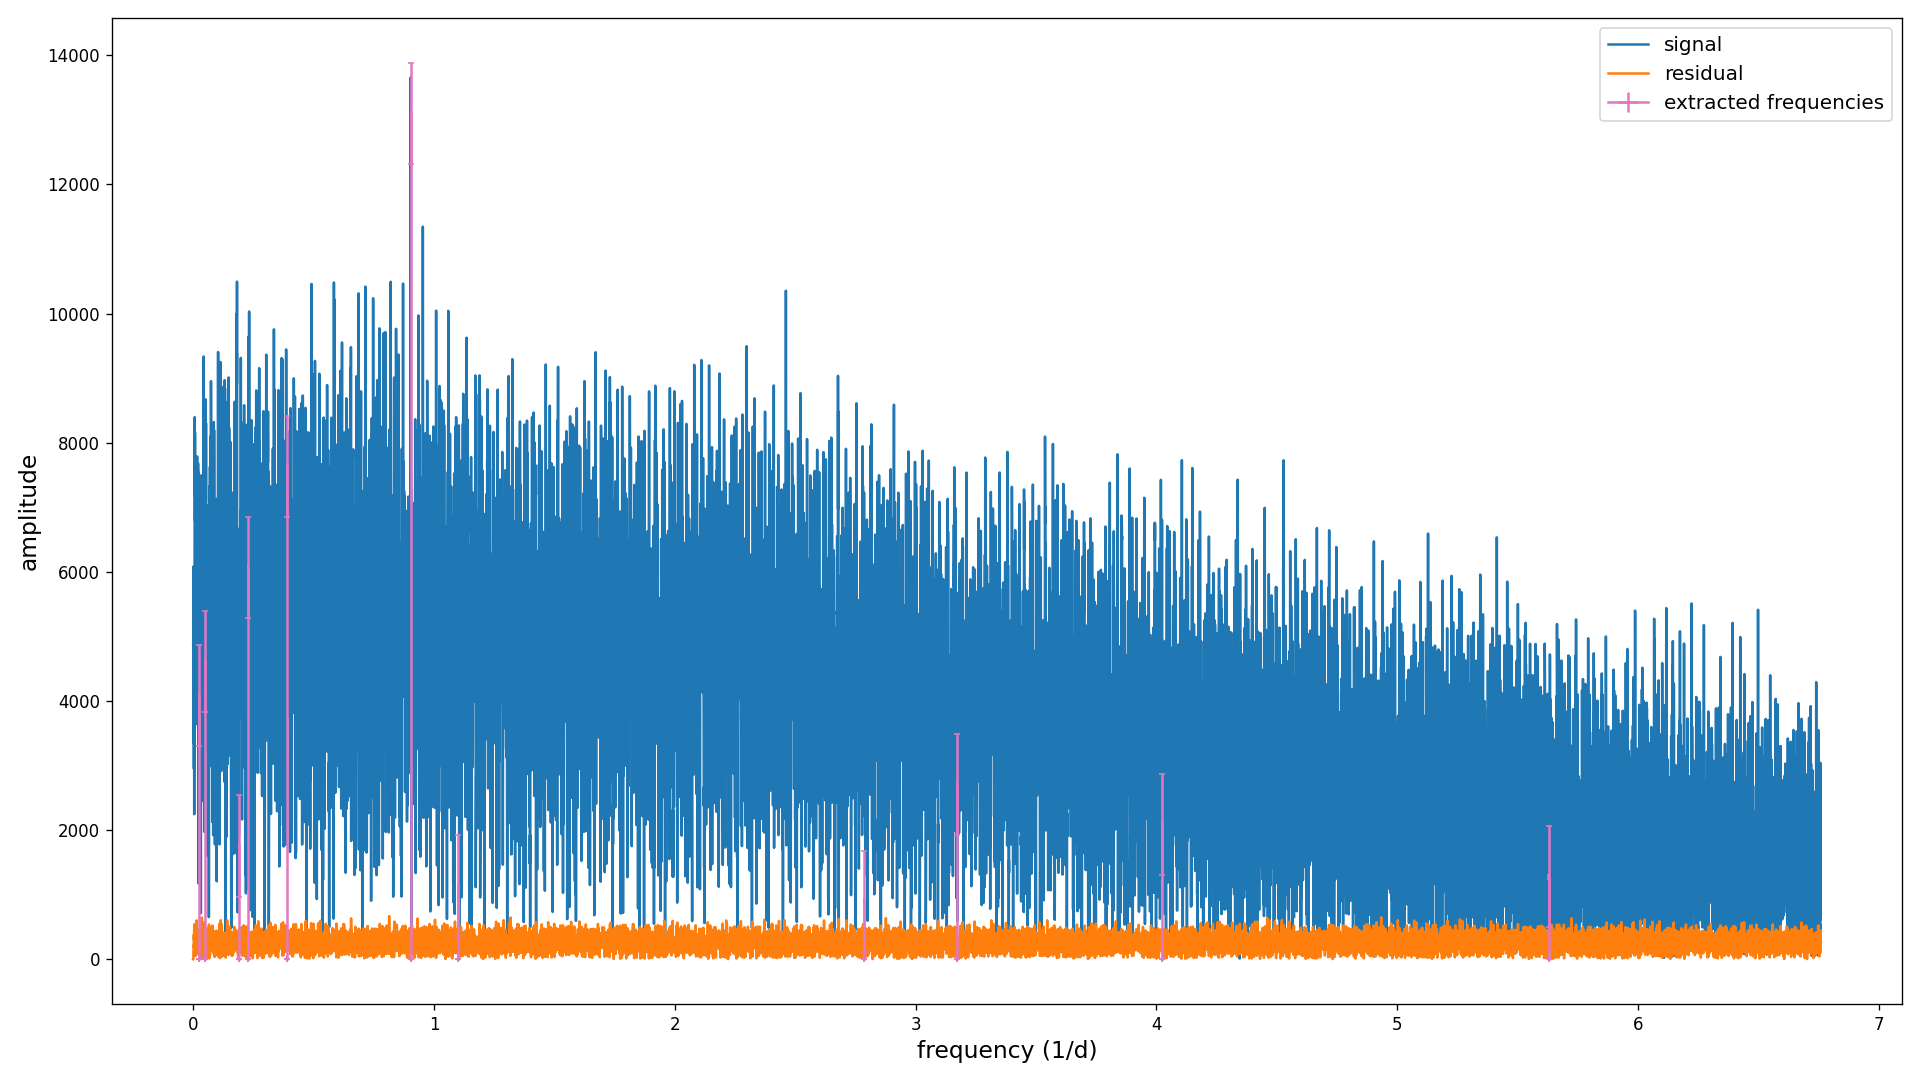 14000
12000
10000
8000
6000
4000
2000
0
amplitude
signal
residual
extracted frequencies
0 1 2 3 4 5 6 7
frequency (1/d)